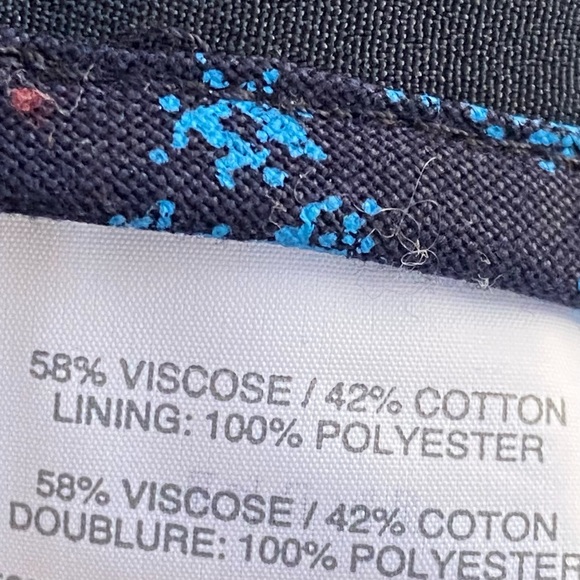 58% VISCOSE / 42% COTTON
LINING: 100% POLYESTER
58% VISCOSE / 42% COTON
DOUBLURE: 100% POLYESTER